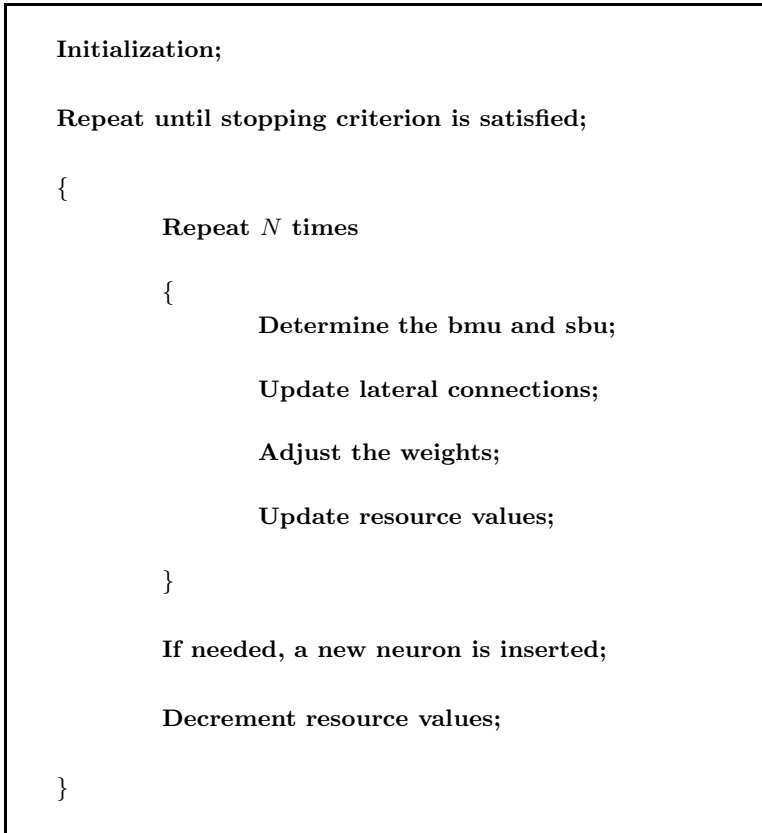 Initialization;
Repeat until stopping criterion is satisfied;
{
Repeat N times
{
Determine the bmu and sbu;
Update lateral connections;
Adjust the weights;
Update resource values;
}
If needed, a new neuron is inserted;
Decrement resource values;
}